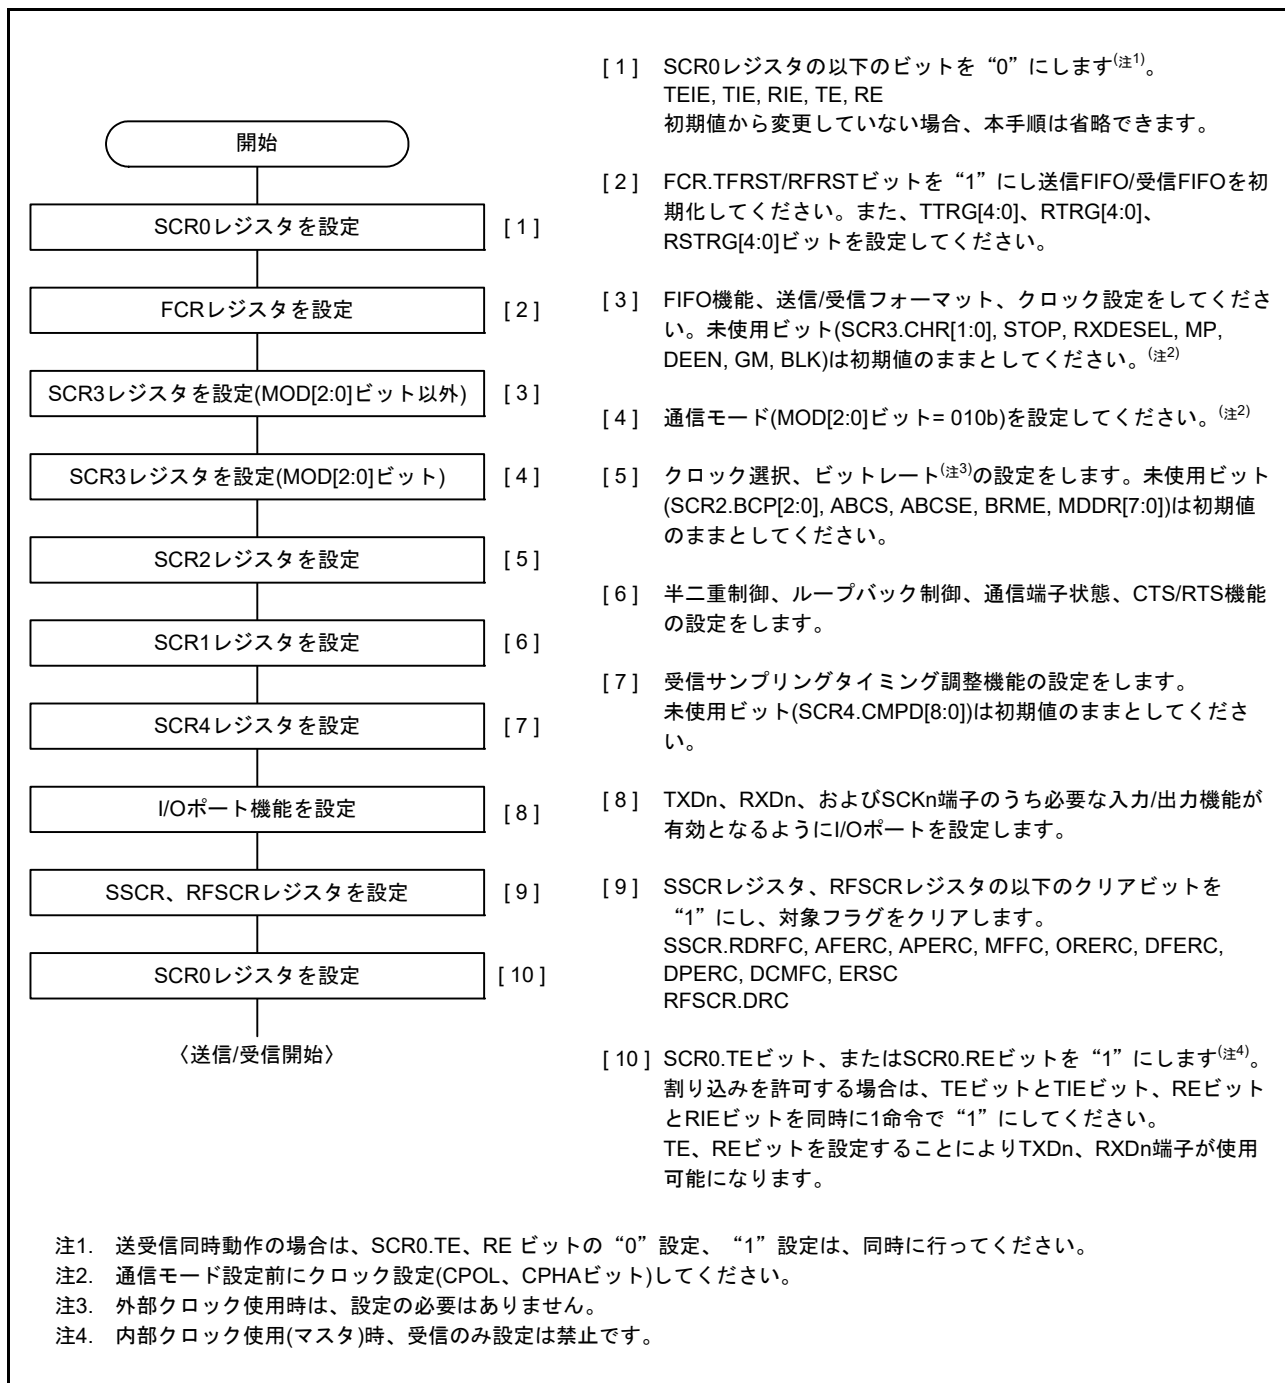 開始
SCR0レジスタを設定 [ 1 ]
FCRレジスタを設定 [ 2 ]
SCR3レジスタを設定(MOD[2:0]ビット以外) [ 3 ]
SCR3レジスタを設定(MOD[2:0]ビット) [ 4 ]
SCR2レジスタを設定 [ 5 ]
SCR1レジスタを設定 [ 6 ]
SCR4レジスタを設定 [ 7 ]
I/Oポート機能を設定 [ 8 ]
SSCR、RFSCRレジスタを設定 [ 9 ]
SCR0レジスタを設定 [ 10 ]
〈送信/受信開始〉
[ 1 ] SCR0レジスタの以下のビットを“0”にします(注1)。
TEIE, TIE, RIE, TE, RE
初期値から変更していない場合、本手順は省略できます。
[ 2 ] FCR.TFRST/RFRSTビットを“1”にし送信FIFO/受信FIFOを初
期化してください。また、TTRG[4:0]、RTRG[4:0]、
RSTRG[4:0]ビットを設定してください。
[ 3 ] FIFO機能、送信/受信フォーマット、クロック設定をしてくださ
い。未使用ビット(SCR3.CHR[1:0], STOP, RXDESEL, MP,
DEEN, GM, BLK)は初期値のままとしてください。(注2)
[ 4 ] 通信モード(MOD[2:0]ビット= 010b)を設定してください。(注2)
[ 5 ] クロック選択、ビットレート(注3)の設定をします。未使用ビット
(SCR2.BCP[2:0], ABCS, ABCSE, BRME, MDDR[7:0])は初期値
のままとしてください。
[ 6 ] 半二重制御、ループバック制御、通信端子状態、CTS/RTS機能
の設定をします。
[ 7 ] 受信サンプリングタイミング調整機能の設定をします。
未使用ビット(SCR4.CMPD[8:0])は初期値のままとしてくださ
い。
[ 8 ] TXDn、RXDn、およびSCKn端子のうち必要な入力/出力機能が
有効となるようにI/Oポートを設定します。
[ 9 ] SSCRレジスタ、RFSCRレジスタの以下のクリアビットを
“1”にし、対象フラグをクリアします。
SSCR.RDRFC, AFERC, APERC, MFFC, ORERC, DFERC,
DPERC, DCMFC, ERSC
RFSCR.DRC
[ 10 ] SCR0.TEビット、またはSCR0.REビットを“1”にします(注4)。
割り込みを許可する場合は、TEビットとTIEビット、REビット
とRIEビットを同時に1命令で“1”にしてください。
TE、REビットを設定することによりTXDn、RXDn端子が使用
可能になります。
注1. 送受信同時動作の場合は、SCR0.TE、RE ビットの“0”設定、“1”設定は、同時に行ってください。
注2. 通信モード設定前にクロック設定(CPOL、CPHAビット)してください。
注3. 外部クロック使用時は、設定の必要はありません。
注4. 内部クロック使用(マスタ)時、受信のみ設定は禁止です。